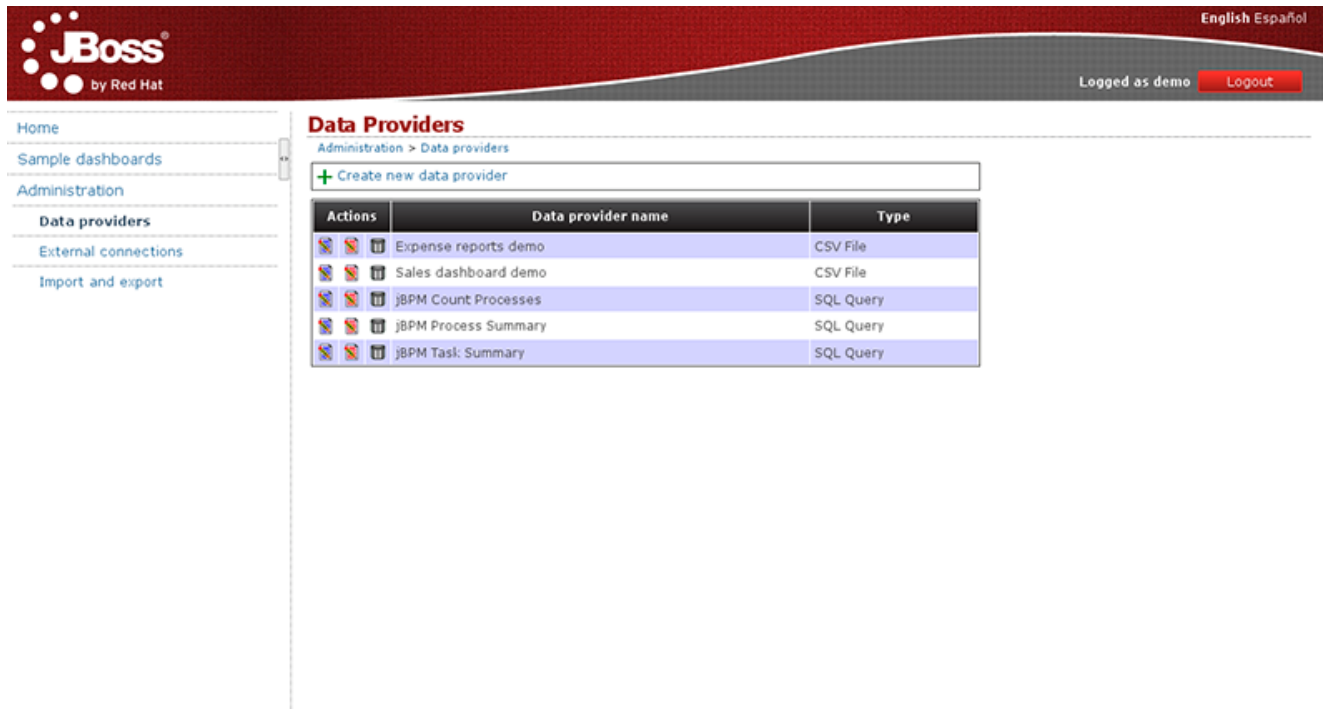 English Español
JBoss®
by Red Hat
Logged as demo Logout
Home
Sample dashboards
Administration
Data providers
External connections
Import and export
Data Providers
Administration > Data providers
Create new data provider
Actions Data provider name Type
Expense reports demo CSV File
Sales dashboard demo CSV File
jBPM Count Processes SQL Query
jBPM Process Summary SQL Query
jBPM Task Summary SQL Query